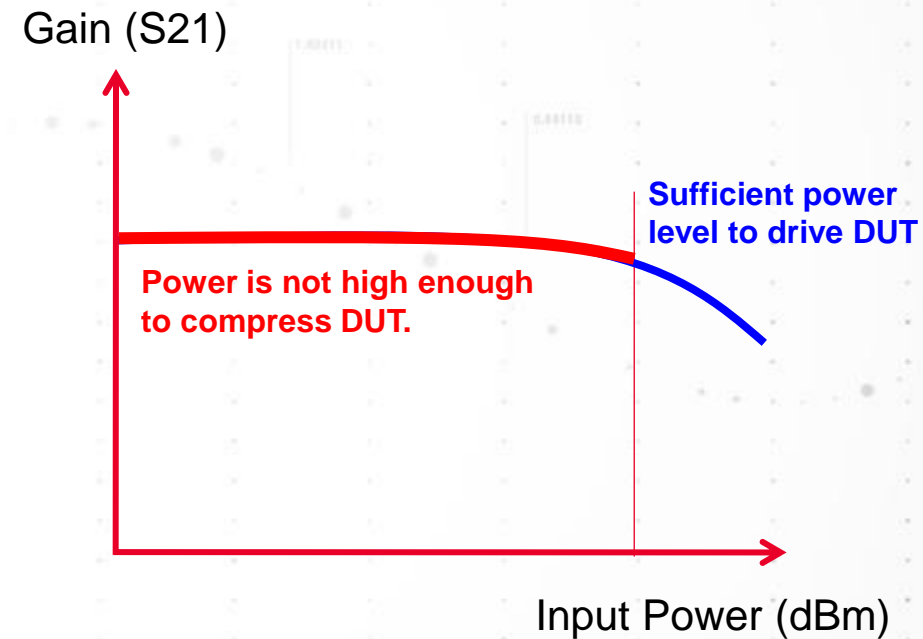 Gain (S21)
Sufficient power
level to drive DUT
Power is not high enough
to compress DUT.
Input Power (dBm)